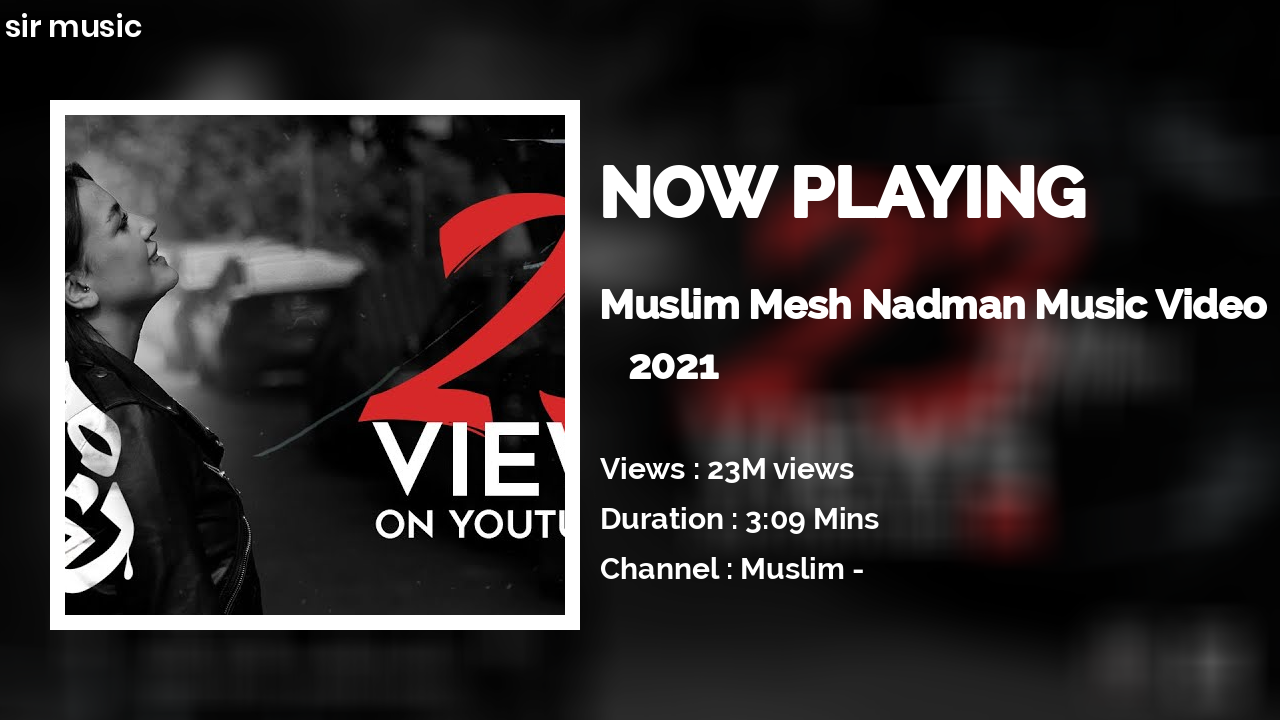 sir music
NOW PLAYING
Muslim Mesh Nadman Music Video
2021
VIEW
ON YOUTU
Views : 23M views
Duration : 3:09 Mins
Channel : Muslim -